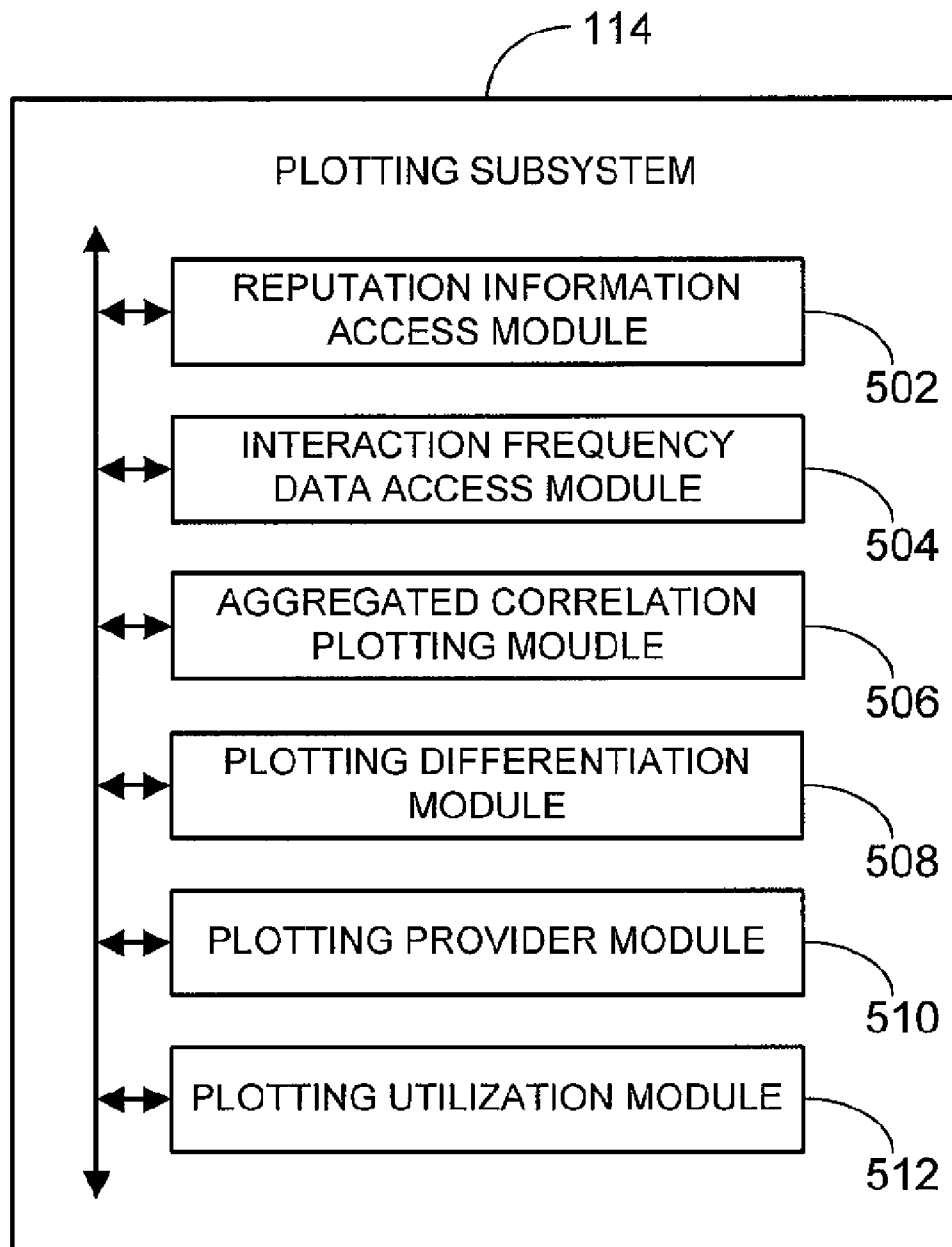 114
PLOTTING SUBSYSTEM
REPUTATION INFORMATION
ACCESS MODULE
502
INTERACTION FREQUENCY
DATA ACCESS MODULE
504
AGGREGATED CORRELATION
PLOTTING MOUDLE
506
PLOTTING DIFFERENTIATION
MODULE
508
PLOTTING PROVIDER MODULE
510
PLOTTING UTILIZATION MODULE
512